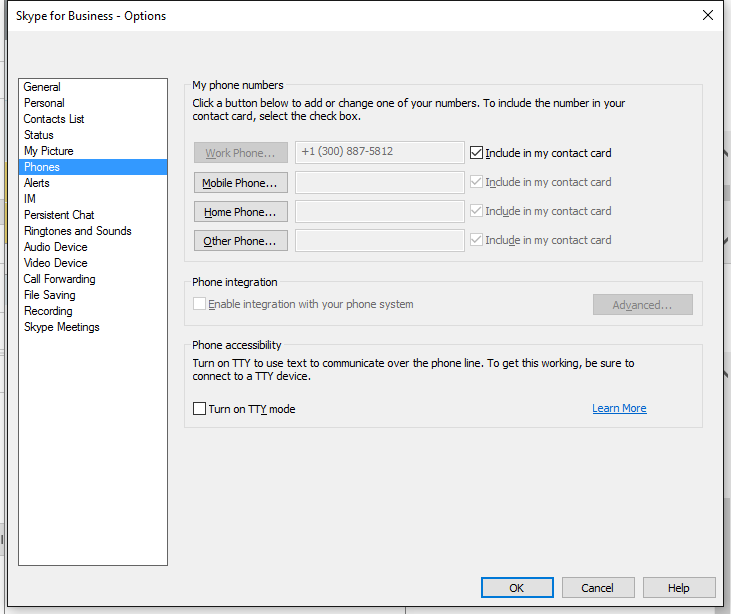 Skype for Business - Options
General
Personal
Contacts List
Status
My Picture
Phones
Alerts
IM
Persistent Chat
Ringtones and Sounds
Audio Device
Video Device
Call Forwarding
File Saving
Recording
Skype Meetings
My phone numbers
Click a button below to add or change one of your numbers. To include the number in your
contact card, select the check box.
Work Phone... +1 (300) 887-5812 Include in my contact card
Mobile Phone... Include in my contact card
Home Phone... Include in my contact card
Other Phone... Include in my contact card
Phone integration
Enable integration with your phone system Advanced...
Phone accessibility
Turn on TTY to use text to communicate over the phone line. To get this working, be sure to
connect to a TTY device.
Turn on TTY mode Learn More
OK Cancel Help